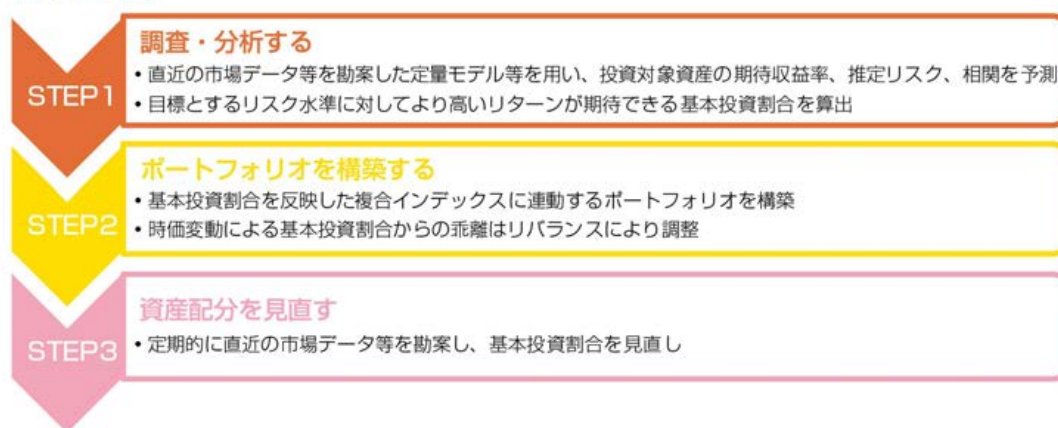 STEP1
調査・分析する
• 直近の市場データ等を勘案した定量モデル等を用い、投資対象資産の期待収益率、推定リスク、相関を予測
• 目標とするリスク水準に対してより高いリターンが期待できる基本投資割合を算出
STEP2
ポートフォリオを構築する
• 基本投資割合を反映した複合インデックスに連動するポートフォリオを構築
• 時価変動による基本投資割合からの乖離はリバランスにより調整
STEP3
資産配分を見直す
• 定期的に直近の市場データ等を勘案し、基本投資割合を見直し